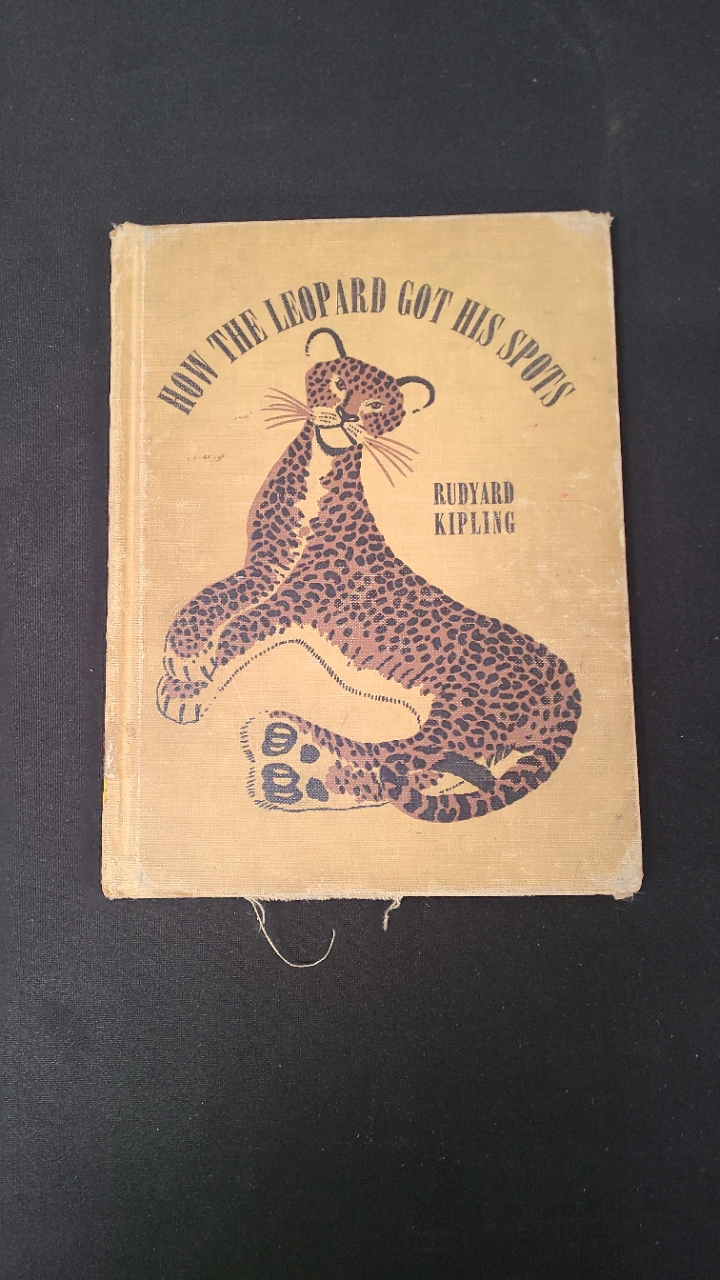 HOW THE LEOPARD GOT HIS SPOTS
RUDYARD
KIPLING